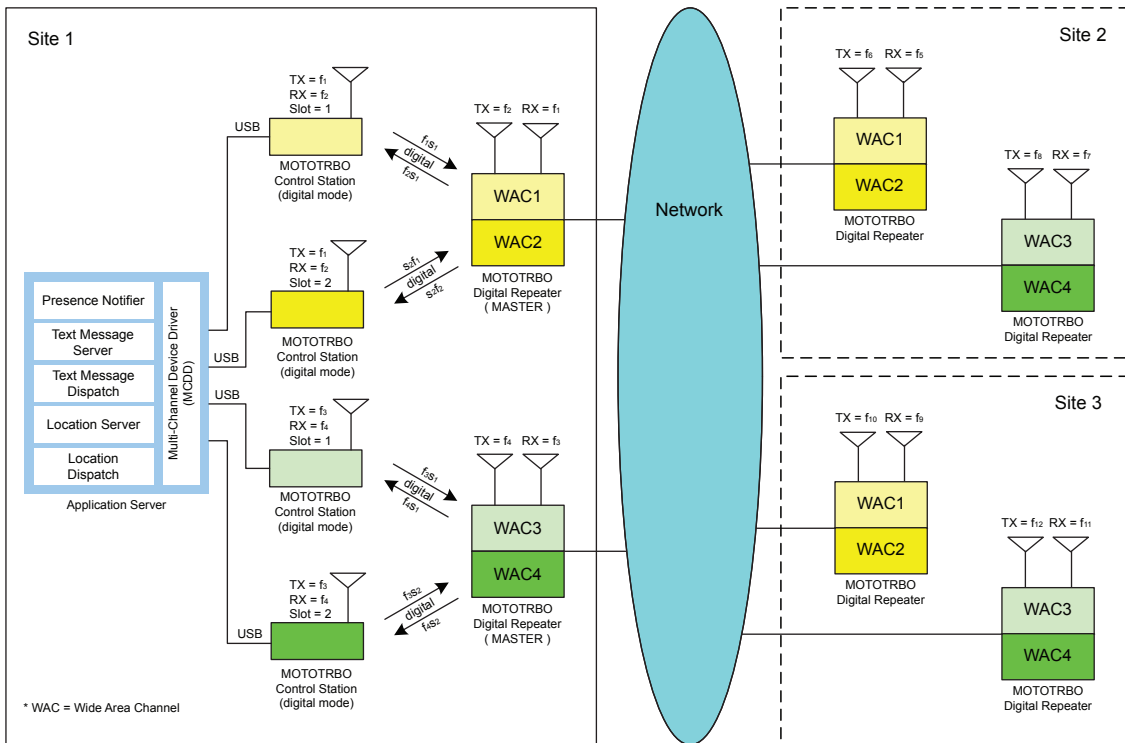 Site 1
TX = f₁
RX = f₂
Slot = 1
USB
MOTOTRBO
Control Station
(digital mode)
f₁s₁
digital
f₂s₁
TX = f₂ RX = f₁
WAC1
WAC2
MOTOTRBO
Digital Repeater
( MASTER )
TX = f₁
RX = f₂
Slot = 2
USB
MOTOTRBO
Control Station
(digital mode)
s₂f₁
digital
s₂f₂
Presence Notifier
Text Message
Server
Text Message
Dispatch
Location Server
Location
Dispatch
Multi-Channel Device Driver
(MCDD)
Application Server
USB
TX = f₃
RX = f₄
Slot = 1
MOTOTRBO
Control Station
(digital mode)
f₃s₁
digital
f₄s₁
TX = f₄ RX = f₃
WAC3
WAC4
MOTOTRBO
Digital Repeater
( MASTER )
TX = f₃
RX = f₄
Slot = 2
USB
MOTOTRBO
Control Station
(digital mode)
f₃s₂
digital
f₄s₂
* WAC = Wide Area Channel
Network
Site 2
TX = f₆ RX = f₅
WAC1
WAC2
MOTOTRBO
Digital Repeater
TX = f₈ RX = f₇
WAC3
WAC4
MOTOTRBO
Digital Repeater
Site 3
TX = f₁₀ RX = f₉
WAC1
WAC2
MOTOTRBO
Digital Repeater
TX = f₁₂ RX = f₁₁
WAC3
WAC4
MOTOTRBO
Digital Repeater